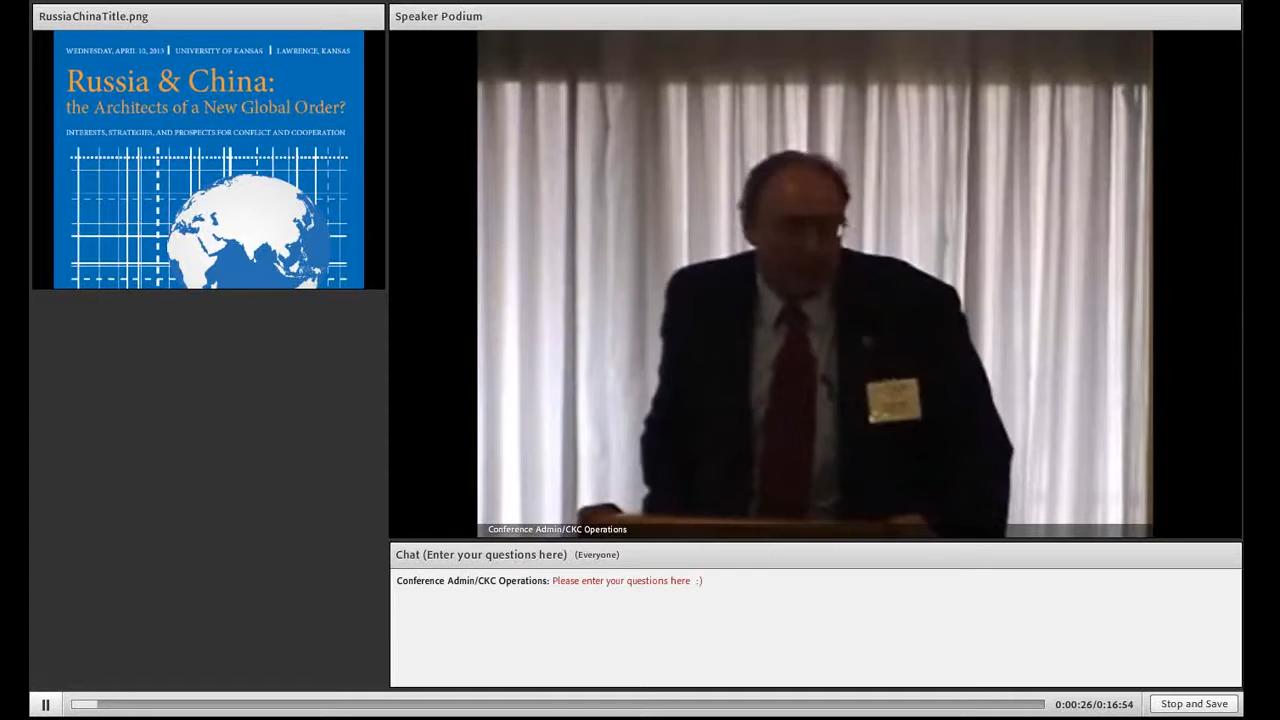 RussiaChinaTitle.png
WEDNESDAY, APRIL 10, 2013 | UNIVERSITY OF KANSAS | LAWRENCE, KANSAS
Russia & China:
the Architects of a New Global Order?
INTERESTS, STRATEGIES, AND PROSPECTS FOR CONFLICT AND COOPERATION
Speaker Podium
Conference Admin/CKC Operations
Chat (Enter your questions here) (Everyone)
Conference Admin/CKC Operations: Please enter your questions here :)
0:00:26/0:16:54
Stop and Save